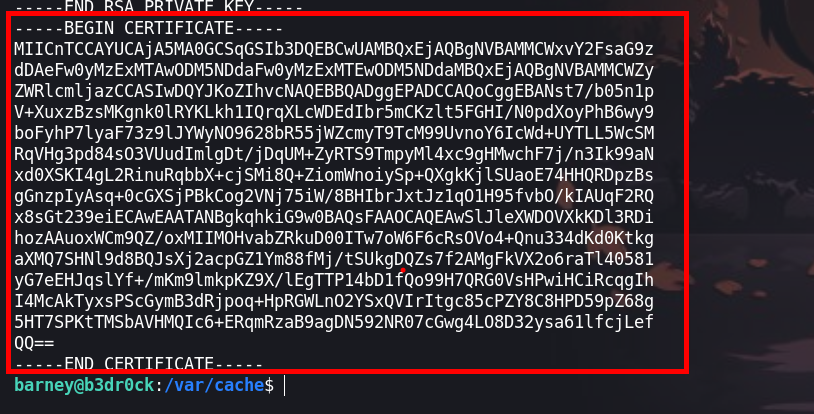 -----END RSA PRIVATE KEY-----
-----BEGIN CERTIFICATE-----
MIICnTCCAYUCAjA5MA0GCSqGSIb3DQEBCwUAMBQxEjAQBgNVBAMMCWxvY2FsaG9z
dDAeFw0yMzExMTAwODM5NDdaFw0yMzExMTEwODM5NDdaMBQxEjAQBgNVBAMMCWZy
ZWRlcmljazCCASIwDQYJKoZIhvcNAQEBBQADggEPADCCAQoCggEBANst7/b05n1p
V+XuxzBzsMKgnk0lRYKLkh1IQrqXLcWDEdIbr5mCKzlt5FGHI/N0pdXoyPhB6wy9
boFyhP7lyaF73z9lJYWyNO9628bR55jWZcmyT9TcM99UvnoY6IcWd+UYTLL5WcSM
RqVHg3pd84sO3VUudImlgDt/jDqUM+ZyRTS9TmpyMl4xc9gHMwchF7j/n3Ik99aN
xd0XSKI4gL2RinuRqbbX+cjSMi8Q+ZiomWnoiySp+QXgkKjlSUaoE74HHQRDpzBs
gGnzpIyAsq+0cGXSjPBkCog2VNj75iW/8BHIbrJxtJz1qO1H95fvbO/kIAUqF2RQ
x8sGt239eiECAwEAATANBgkqhkiG9w0BAQsFAAOCAQEAwSlJleXWDOVXkKDl3RDi
hozAAuoxWCm9QZ/oxMIIMOHvabZRkuD00ITw7oW6F6cRsOVo4+Qnu334dKd0Ktkg
aXMQ7SHNl9d8BQJsXj2acpGZ1Ym88fMj/tSUkgDQZs7f2AMgFkVX2o6raTl40581
yG7eEHJqslYf+/mKm9lmkpKZ9X/lEgTTP14bD1fQo99H7QRG0VsHPwiHCiRcqgIh
I4McAkTyxsPScGymB3dRjpoq+HpRGWLnO2YSxQVIrItgc85cPZY8C8HPD59pZ68g
5HT7SPKtTMSbAVHMQIc6+ERqmRzaB9agDN592NR07cGwg4LO8D32ysa61lfcjLef
QQ==
-----END CERTIFICATE-----
barney@b3dr0ck:/var/cache$